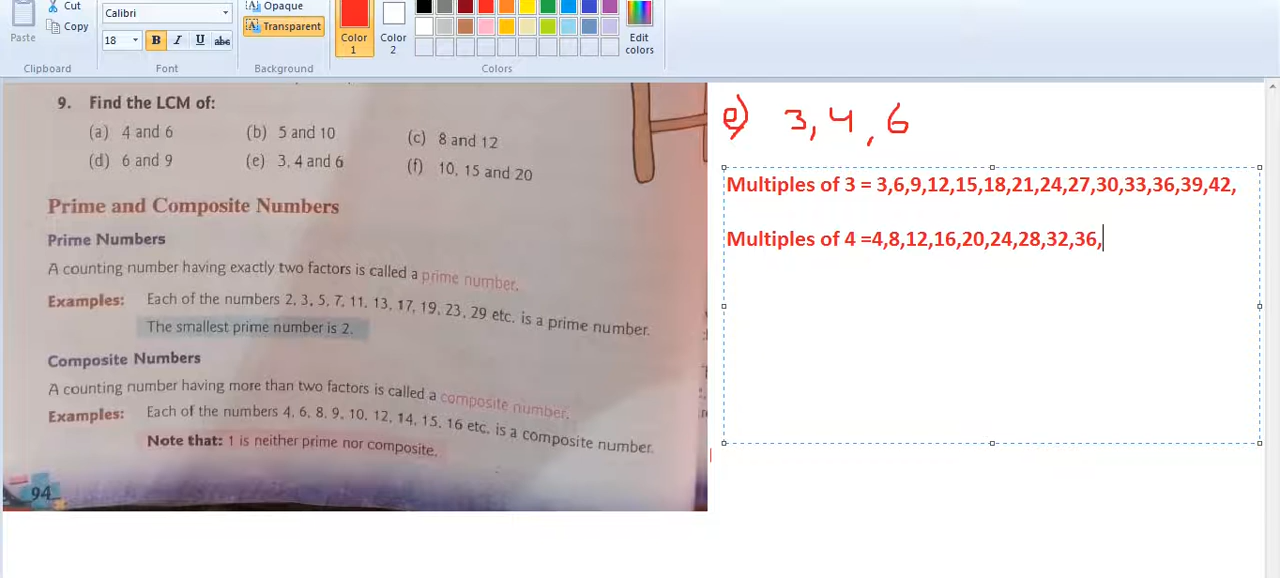 Cut
Calibri
Opaque
Paste
Copy
18
B I U abc
Transparent
Color 1
Color 2
Edit colors
Clipboard
Font
Background
Colors
9. Find the LCM of:
(a) 4 and 6 (b) 5 and 10 (c) 8 and 12
(d) 6 and 9 (e) 3, 4 and 6 (f) 10, 15 and 20
Prime and Composite Numbers
Prime Numbers
A counting number having exactly two factors is called a prime number.
Examples: Each of the numbers 2, 3, 5, 7, 11, 13, 17, 19, 23, 29 etc. is a prime number.
The smallest prime number is 2.
Composite Numbers
A counting number having more than two factors is called a composite number.
Examples: Each of the numbers 4, 6, 8, 9, 10, 12, 14, 15, 16 etc. is a composite number.
Note that: 1 is neither prime nor composite.
94
e) 3, 4, 6
Multiples of 3 = 3,6,9,12,15,18,21,24,27,30,33,36,39,42,
Multiples of 4 =4,8,12,16,20,24,28,32,36,